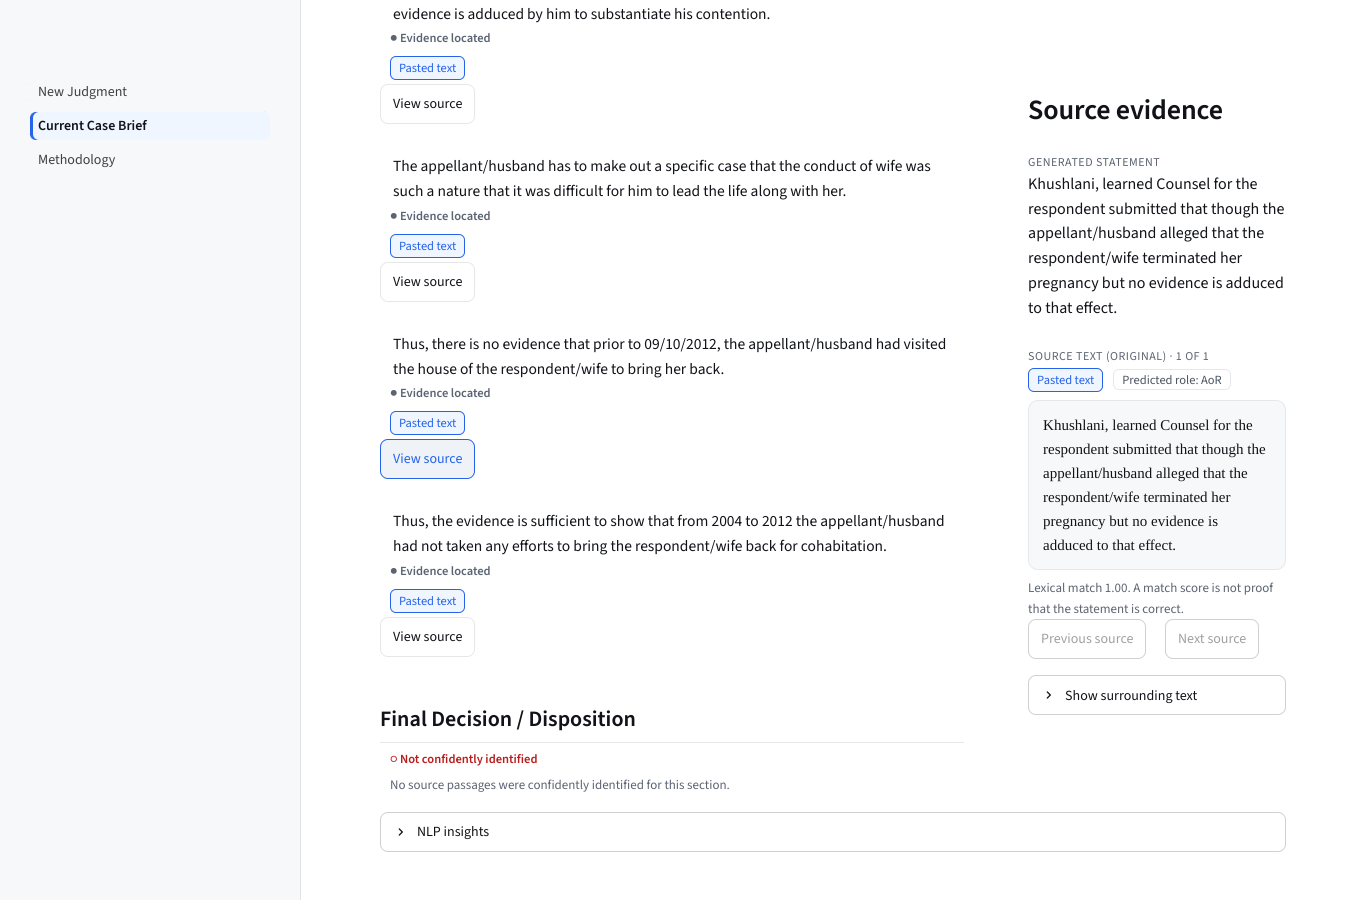 New Judgment
Current Case Brief
Methodology
evidence is adduced by him to substantiate his contention.
Evidence located
Pasted text
View source
The appellant/husband has to make out a specific case that the conduct of wife was
such a nature that it was difficult for him to lead the life along with her.
Evidence located
Pasted text
View source
Thus, there is no evidence that prior to 09/10/2012, the appellant/husband had visited
the house of the respondent/wife to bring her back.
Evidence located
Pasted text
View source
Thus, the evidence is sufficient to show that from 2004 to 2012 the appellant/husband
had not taken any efforts to bring the respondent/wife back for cohabitation.
Evidence located
Pasted text
View source
Final Decision / Disposition
Not confidently identified
No source passages were confidently identified for this section.
NLP insights
Source evidence
GENERATED STATEMENT
Khushlani, learned Counsel for the
respondent submitted that though the
appellant/husband alleged that the
respondent/wife terminated her
pregnancy but no evidence is adduced
to that effect.
SOURCE TEXT (ORIGINAL) · 1 OF 1
Pasted text
Predicted role: AoR
Khushlani, learned Counsel for the
respondent submitted that though the
appellant/husband alleged that the
respondent/wife terminated her
pregnancy but no evidence is
adduced to that effect.
Lexical match 1.00. A match score is not proof
that the statement is correct.
Previous source
Next source
Show surrounding text